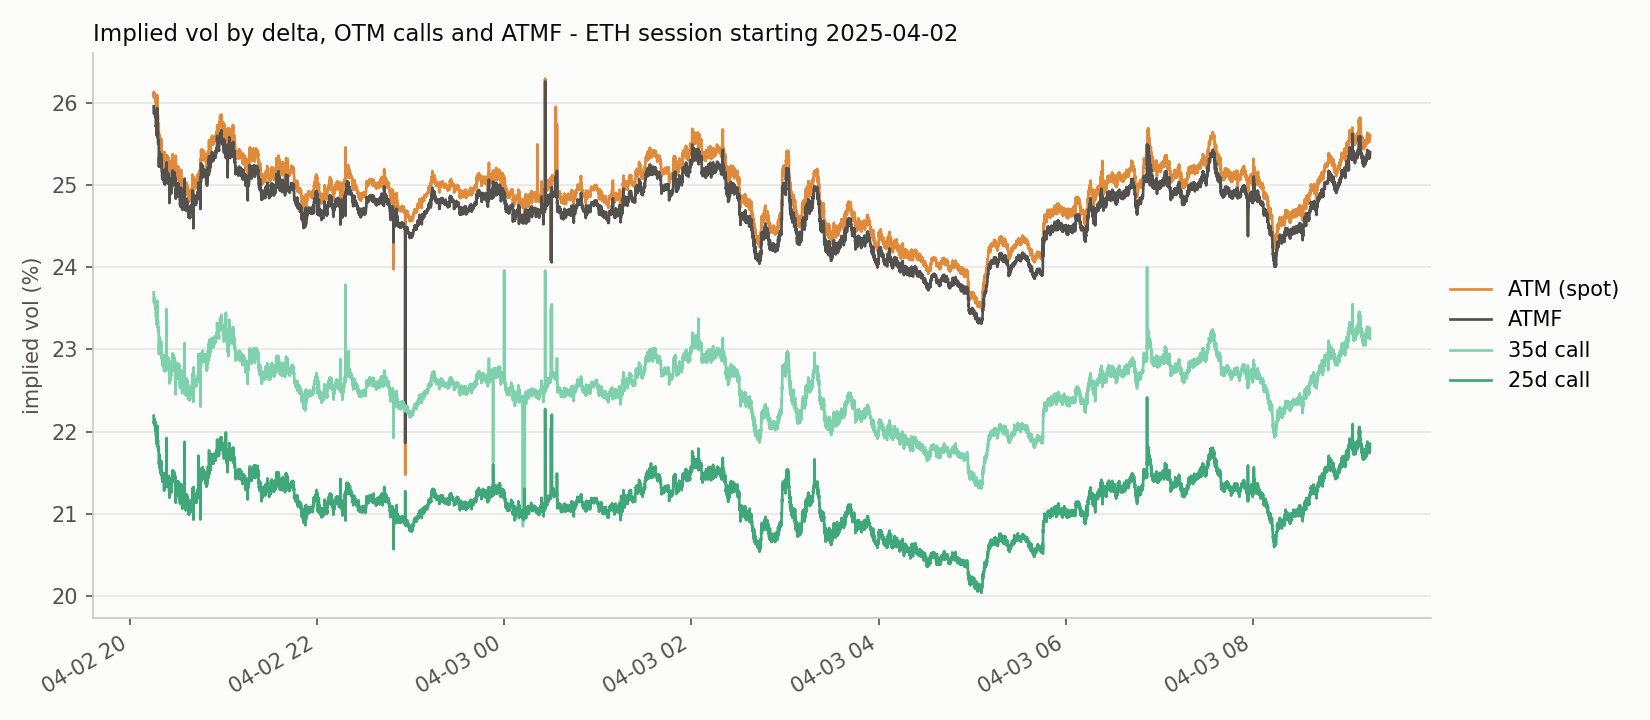 Implied vol by delta, OTM calls and ATMF - ETH session starting 2025-04-02
implied vol (%)
26
25
24
23
22
21
20
04-02 20
04-02 22
04-03 00
04-03 02
04-03 04
04-03 06
04-03 08
ATM (spot)
ATMF
35d call
25d call